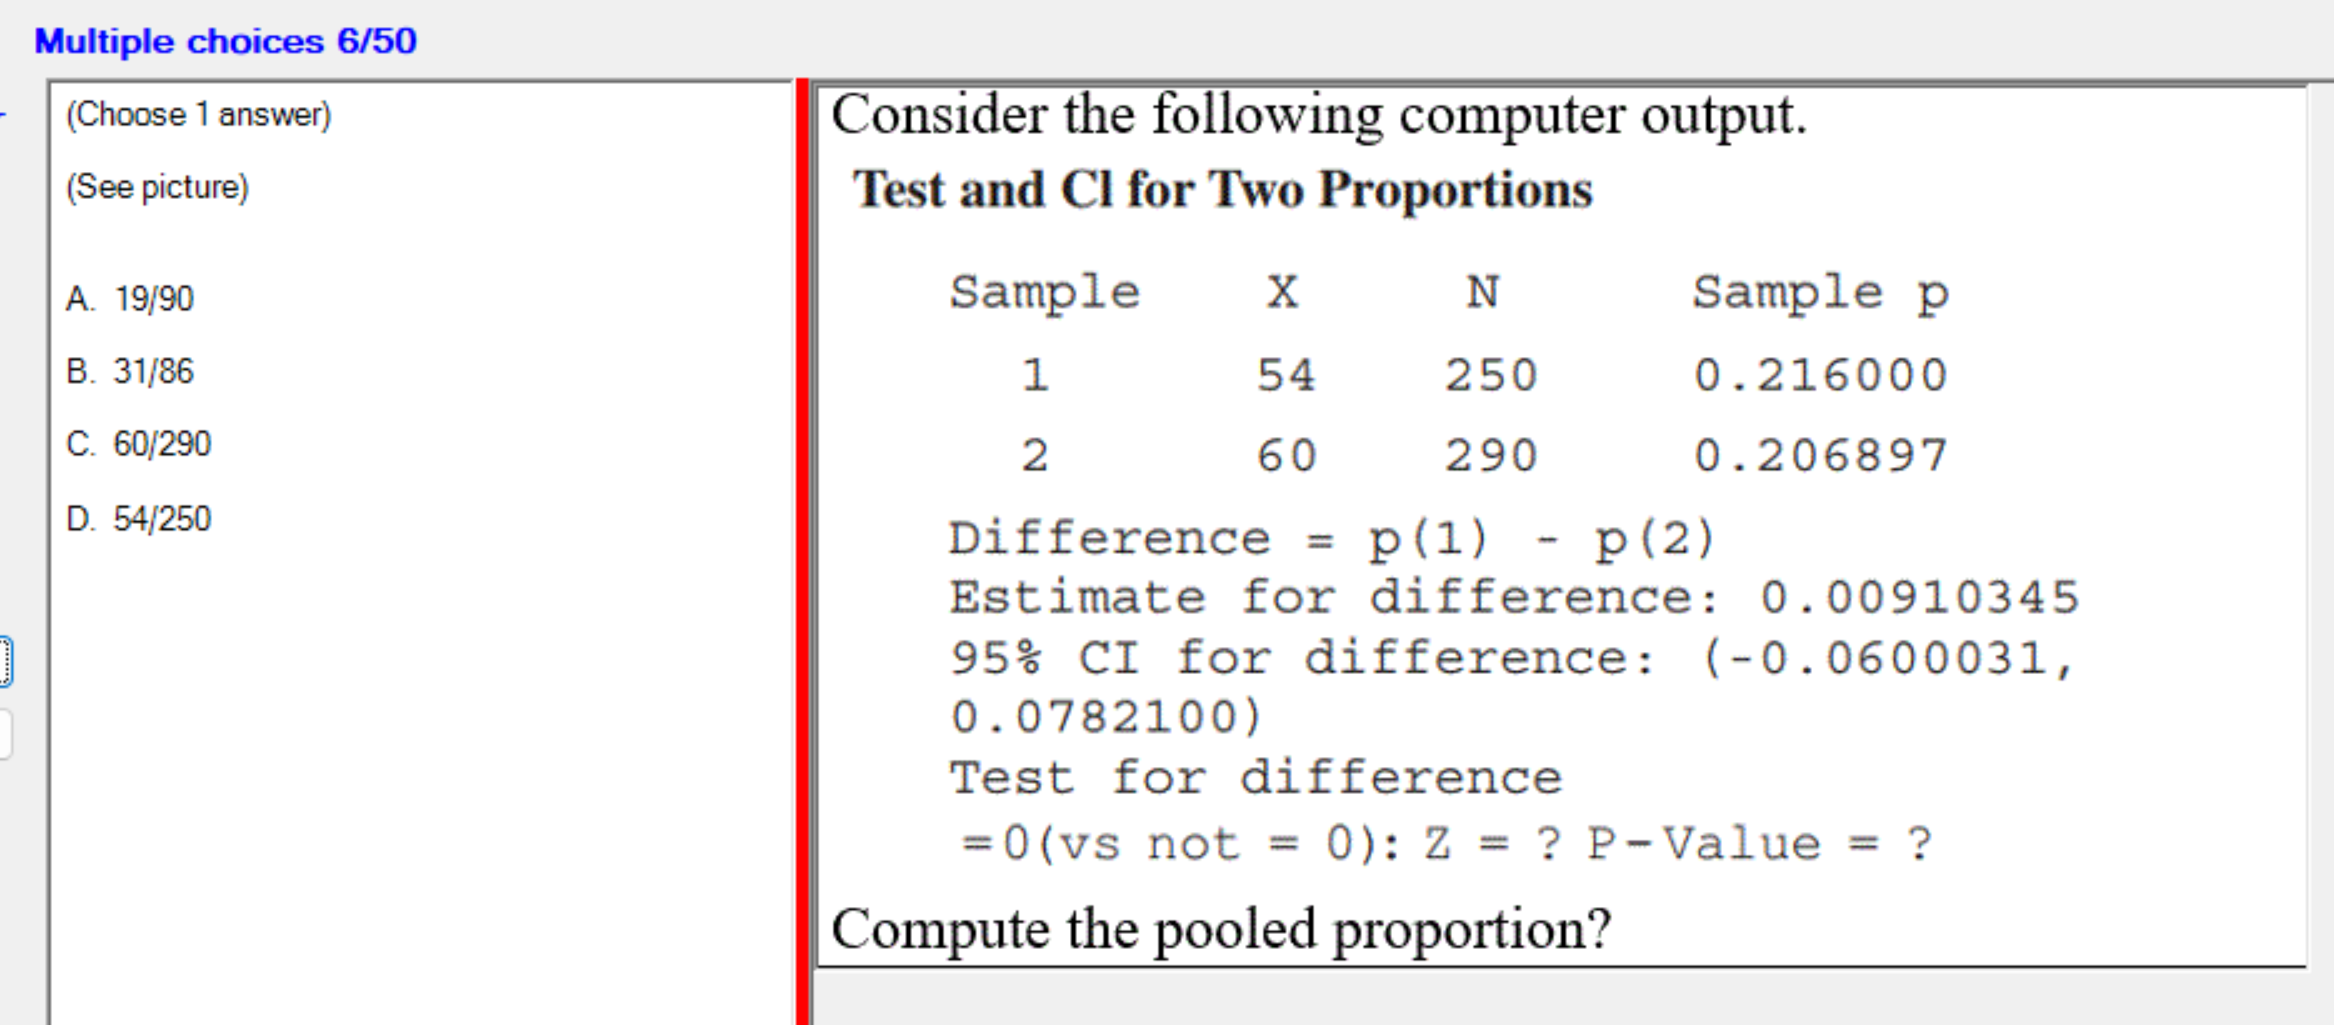 Multiple choices 6/50
(Choose 1 answer)
(See picture)
A. 19/90
B. 31/86
C. 60/290
D. 54/250
Consider the following computer output.
Test and Cl for Two Proportions
Sample X N Sample p
1 54 250 0.216000
2 60 290 0.206897
Difference = p(1) - p(2)
Estimate for difference: 0.00910345
95% CI for difference: (-0.0600031,
0.0782100)
Test for difference
=0(vs not = 0): Z = ? P-Value = ?
Compute the pooled proportion?